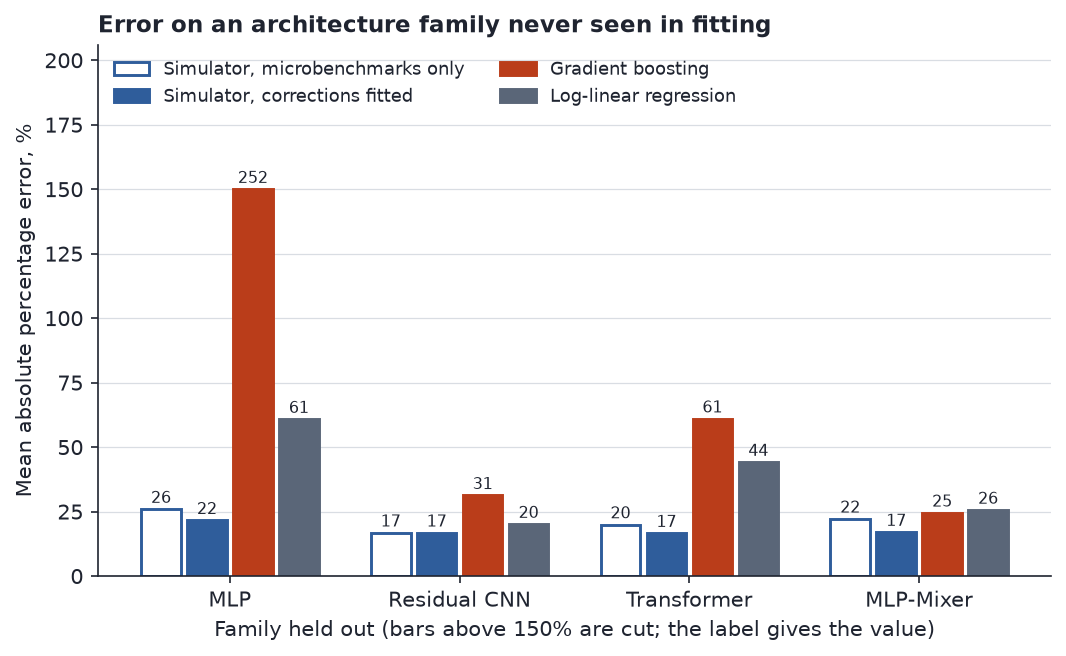 Error on an architecture family never seen in fitting
Simulator, microbenchmarks only
Simulator, corrections fitted
Gradient boosting
Log-linear regression
Mean absolute percentage error, %
200
175
150
125
100
75
50
25
0
26
22
252
61
17
17
31
20
20
17
61
44
22
17
25
26
MLP
Residual CNN
Transformer
MLP-Mixer
Family held out (bars above 150% are cut; the label gives the value)